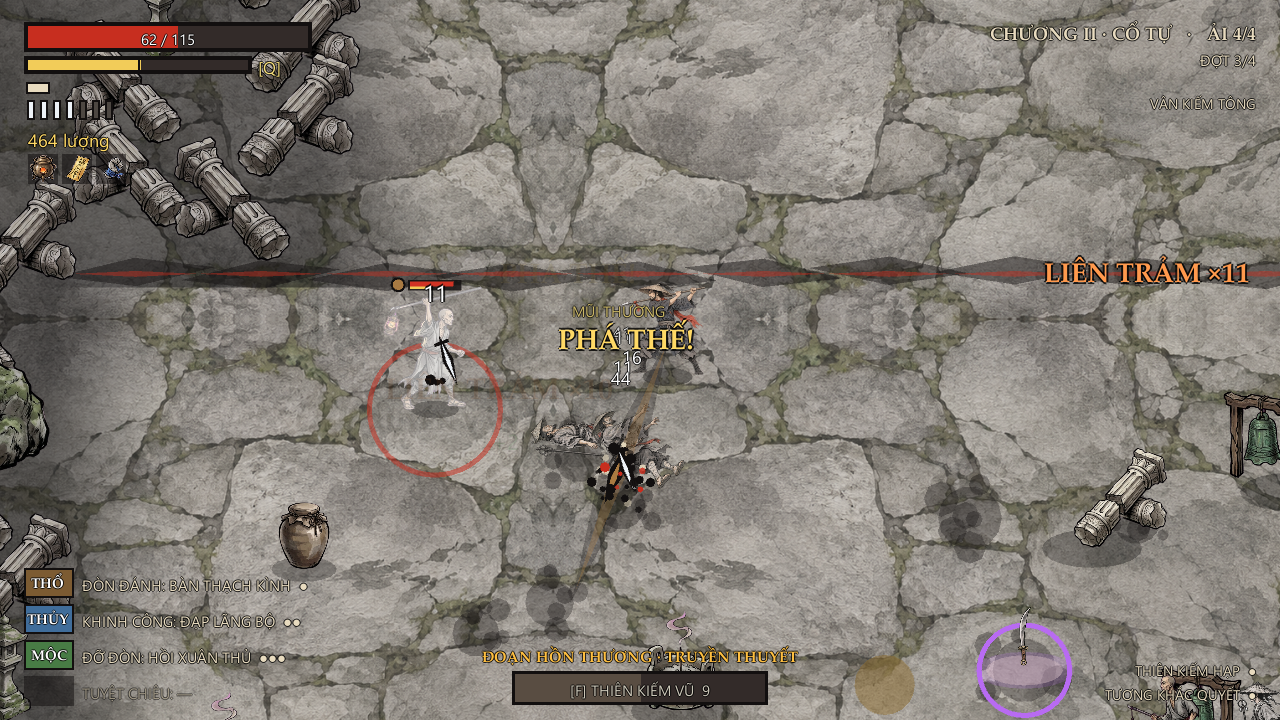 62 / 115
[Q]
464 lượng
CHƯƠNG II · CỔ TỰ · ẢI 4/4
ĐỢT 3/4
VÂN KIẾM TÔNG
LIÊN TRẢM ×11
11
MŨI THƯƠNG
PHÁ THẾ!
16
11
44
THỔ ĐÒN ĐÁNH: BÀN THẠCH KÌNH
THỦY KHINH CÔNG: ĐẠP LÃNG BỘ
MỘC ĐỠ ĐÒN: HỒI XUÂN THỦ
TUYỆT CHIÊU: —
ĐOẠN HỒN THƯƠNG · TRUYỀN THUYẾT
[F] THIÊN KIẾM VŨ 9
THIÊN KIẾM HẠP
TƯƠNG KHẮC QUYẾT